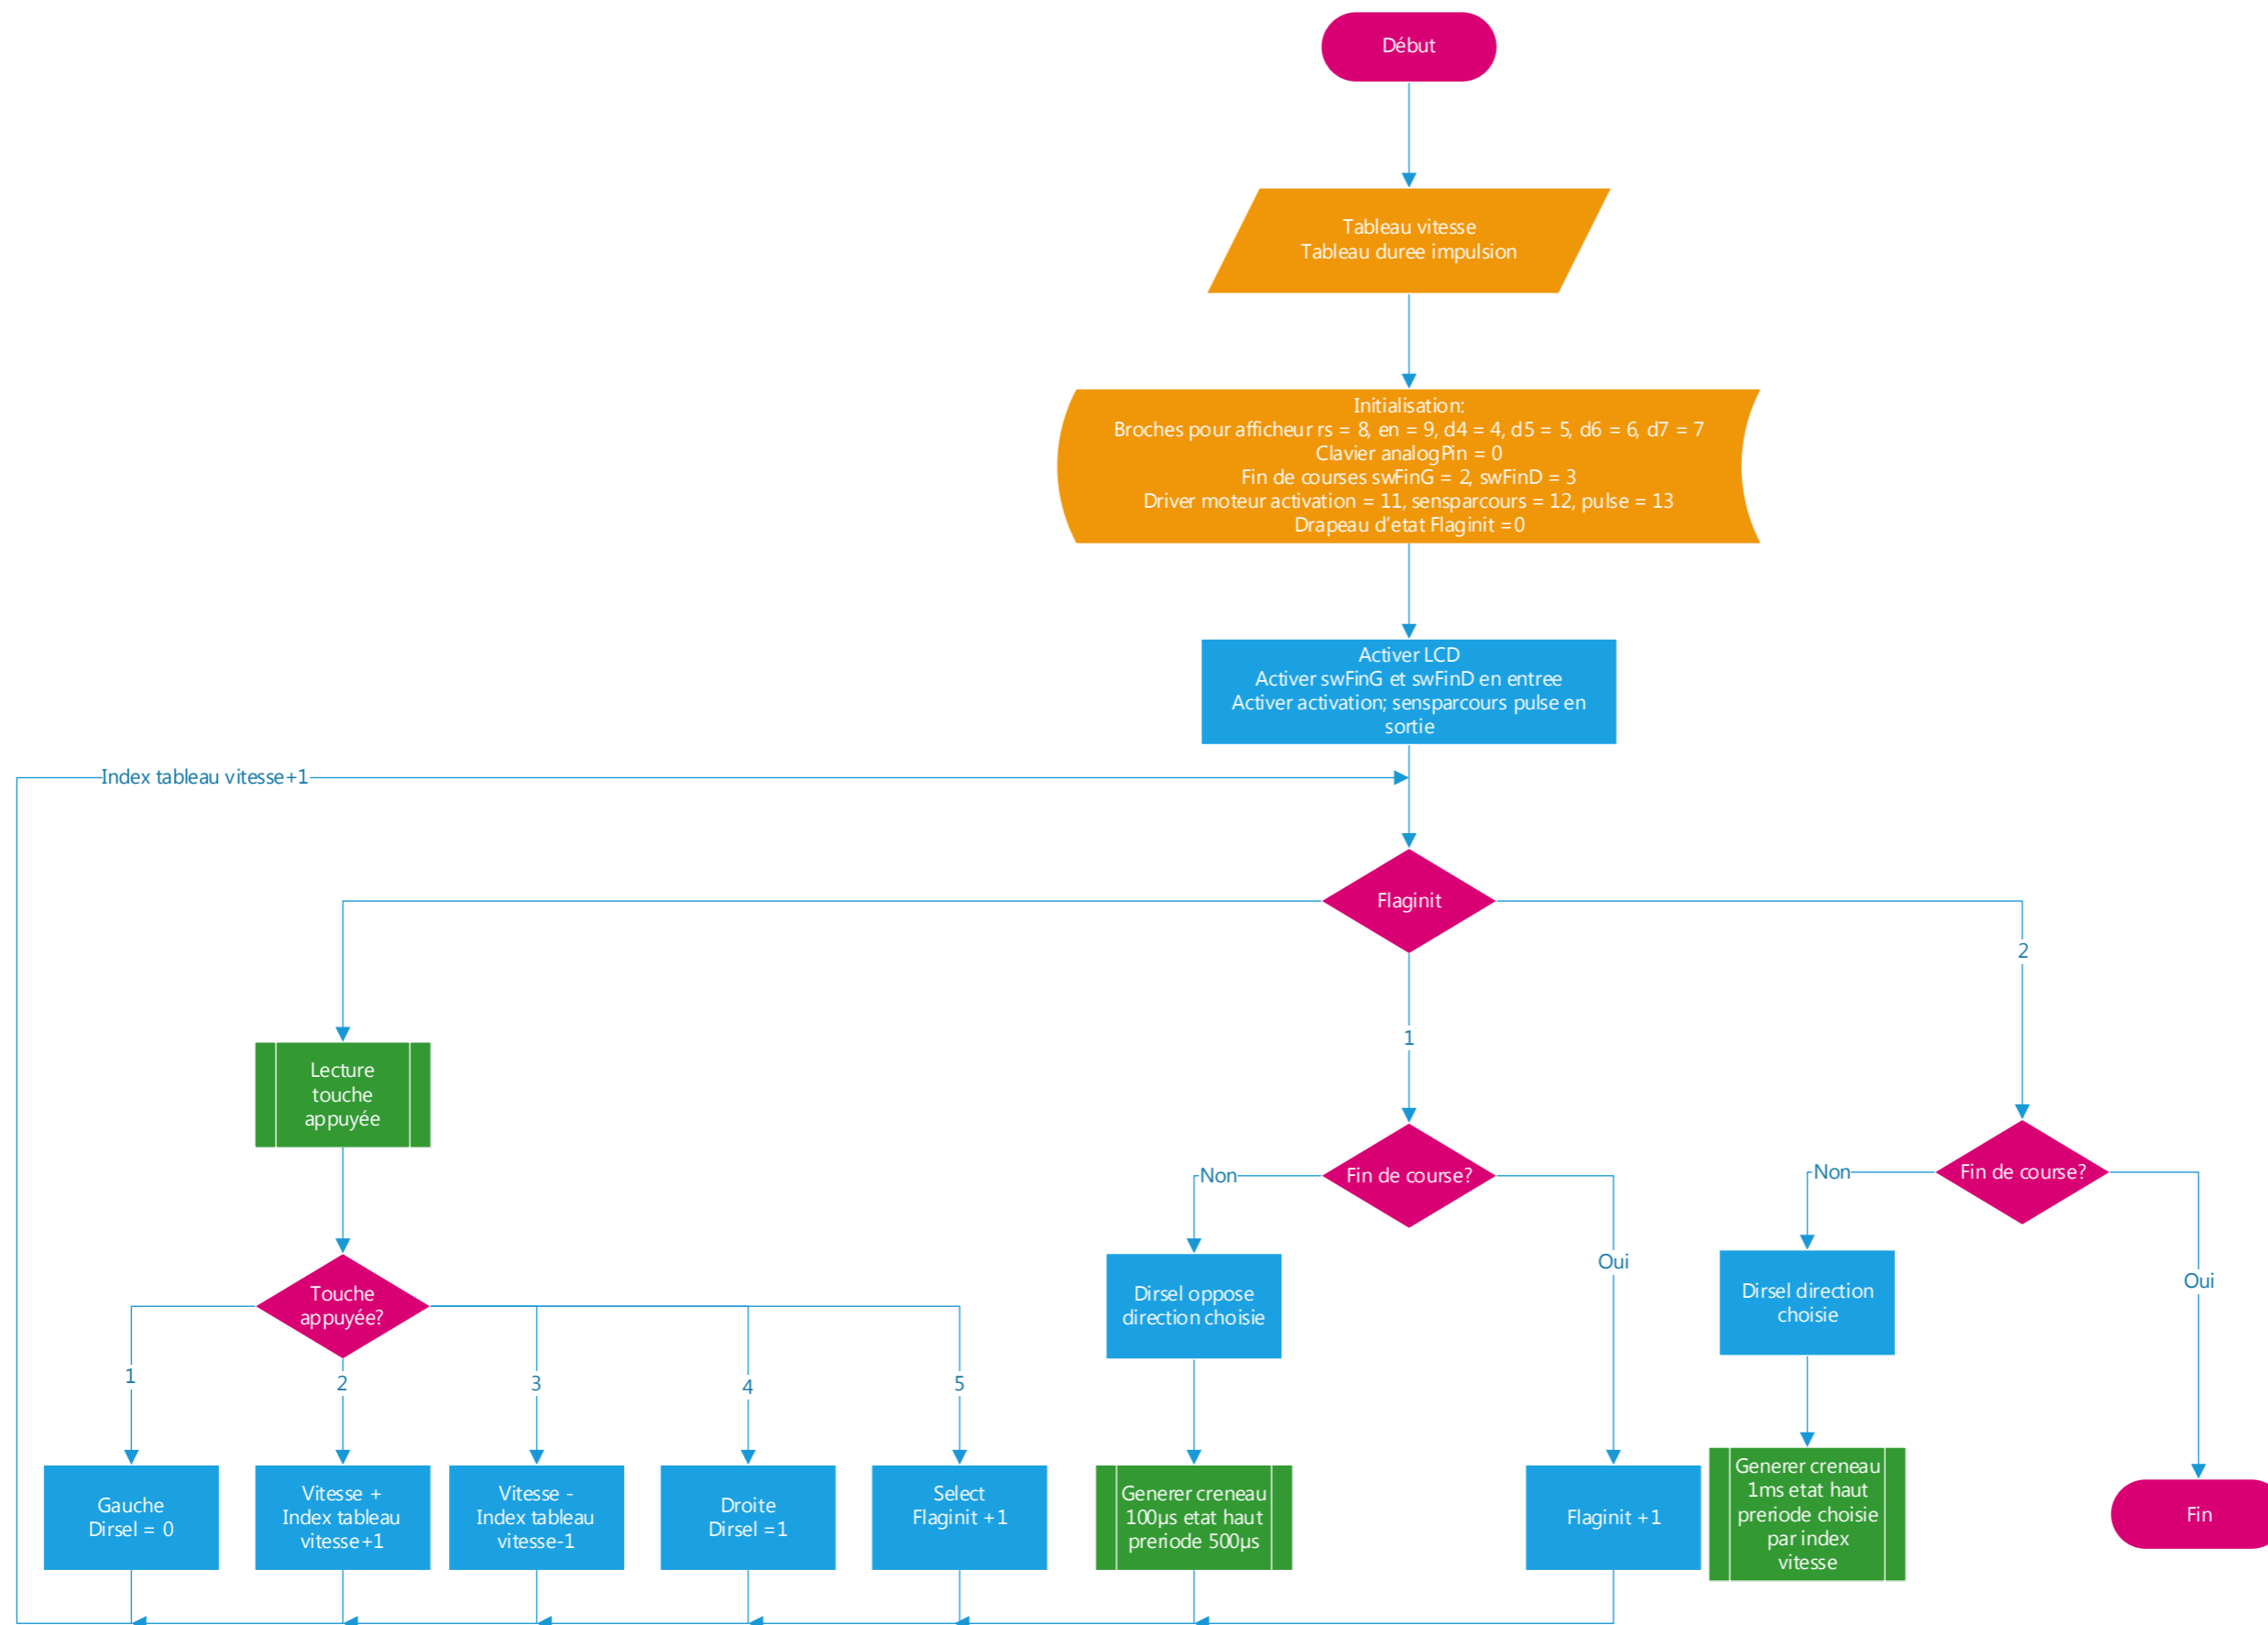 Début
Tableau vitesse
Tableau duree impulsion
Initialisation:
Broches pour afficheur rs = 8, en = 9, d4 = 4, d5 = 5, d6 = 6, d7 = 7
Clavier analogPin = 0
Fin de courses swFinG = 2, swFinD = 3
Driver moteur activation = 11, sensparcours = 12, pulse = 13
Drapeau d'etat Flaginit =0
Activer LCD
Activer swFinG et swFinD en entree
Activer activation; sensparcours pulse en
sortie
Index tableau vitesse+1
Flaginit
2
1
Lecture
touche
appuyée
Fin de course?
Non
Oui
Fin de course?
Non
Oui
Touche
appuyée?
1
2
3
4
5
Dirsel oppose
direction choisie
Dirsel direction
choisie
Gauche
Dirsel = 0
Vitesse +
Index tableau
vitesse+1
Vitesse -
Index tableau
vitesse-1
Droite
Dirsel =1
Select
Flaginit +1
Generer creneau
100µs etat haut
preriode 500µs
Flaginit +1
Generer creneau
1ms etat haut
preriode choisie
par index
vitesse
Fin